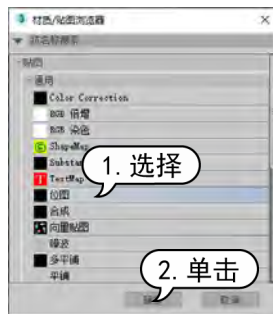 材质/贴图浏览器
按名称搜索
贴图
通用
Color Correction
RGB 倍增
RGB 染色
ShapeMap
TextMap
位图
合成
向量贴图
噪波
多平铺
平铺
1. 选择
2. 单击
取消